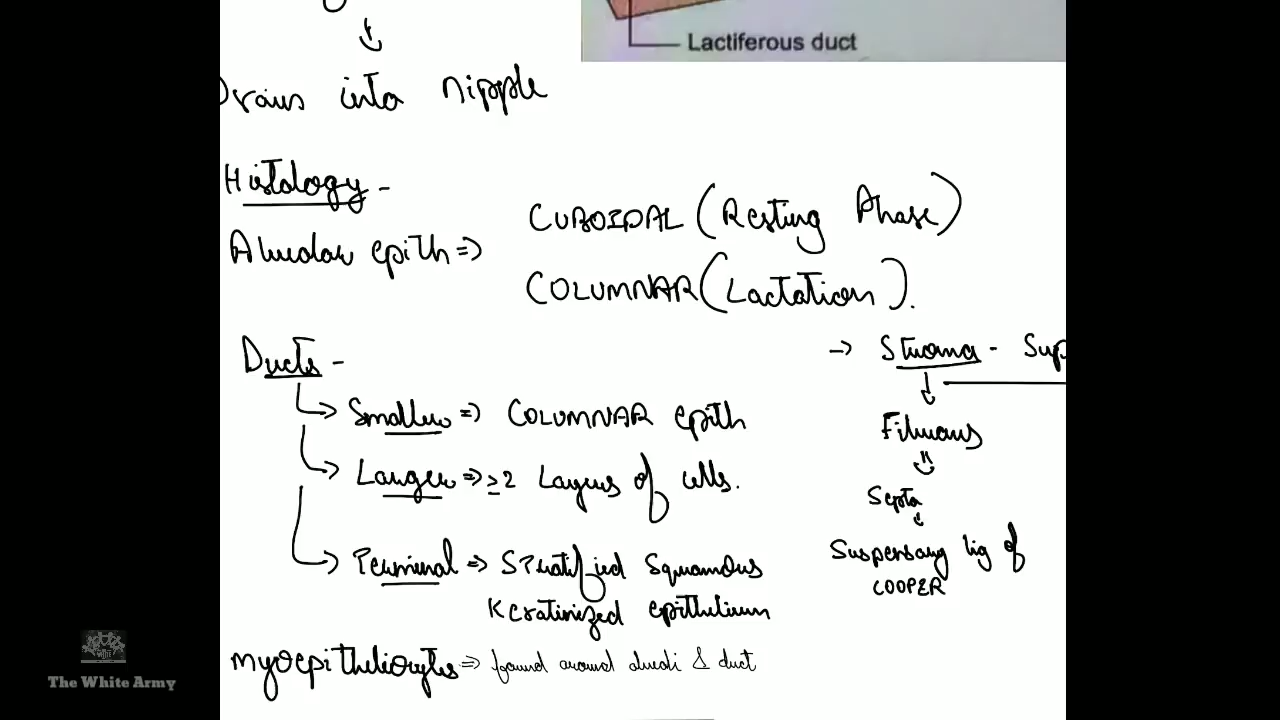 Lactiferous duct
Drains into nipple
Histology -
Alveolar epith ⇒
CUBOIDAL (Resting Phase)
COLUMNAR (Lactation).
Ducts -
→ Smaller ⇒ COLUMNAR epith
→ Larger ⇒ ≥2 Layers of cells.
→ Terminal ⇒ Stratified Squamous
Keratinized epithelium
Myoepitheliocytes ⇒ found around alveoli & duct
→ Stroma - Sup
Fibrous
Septa
Suspensory lig of
COOPER
The White Army